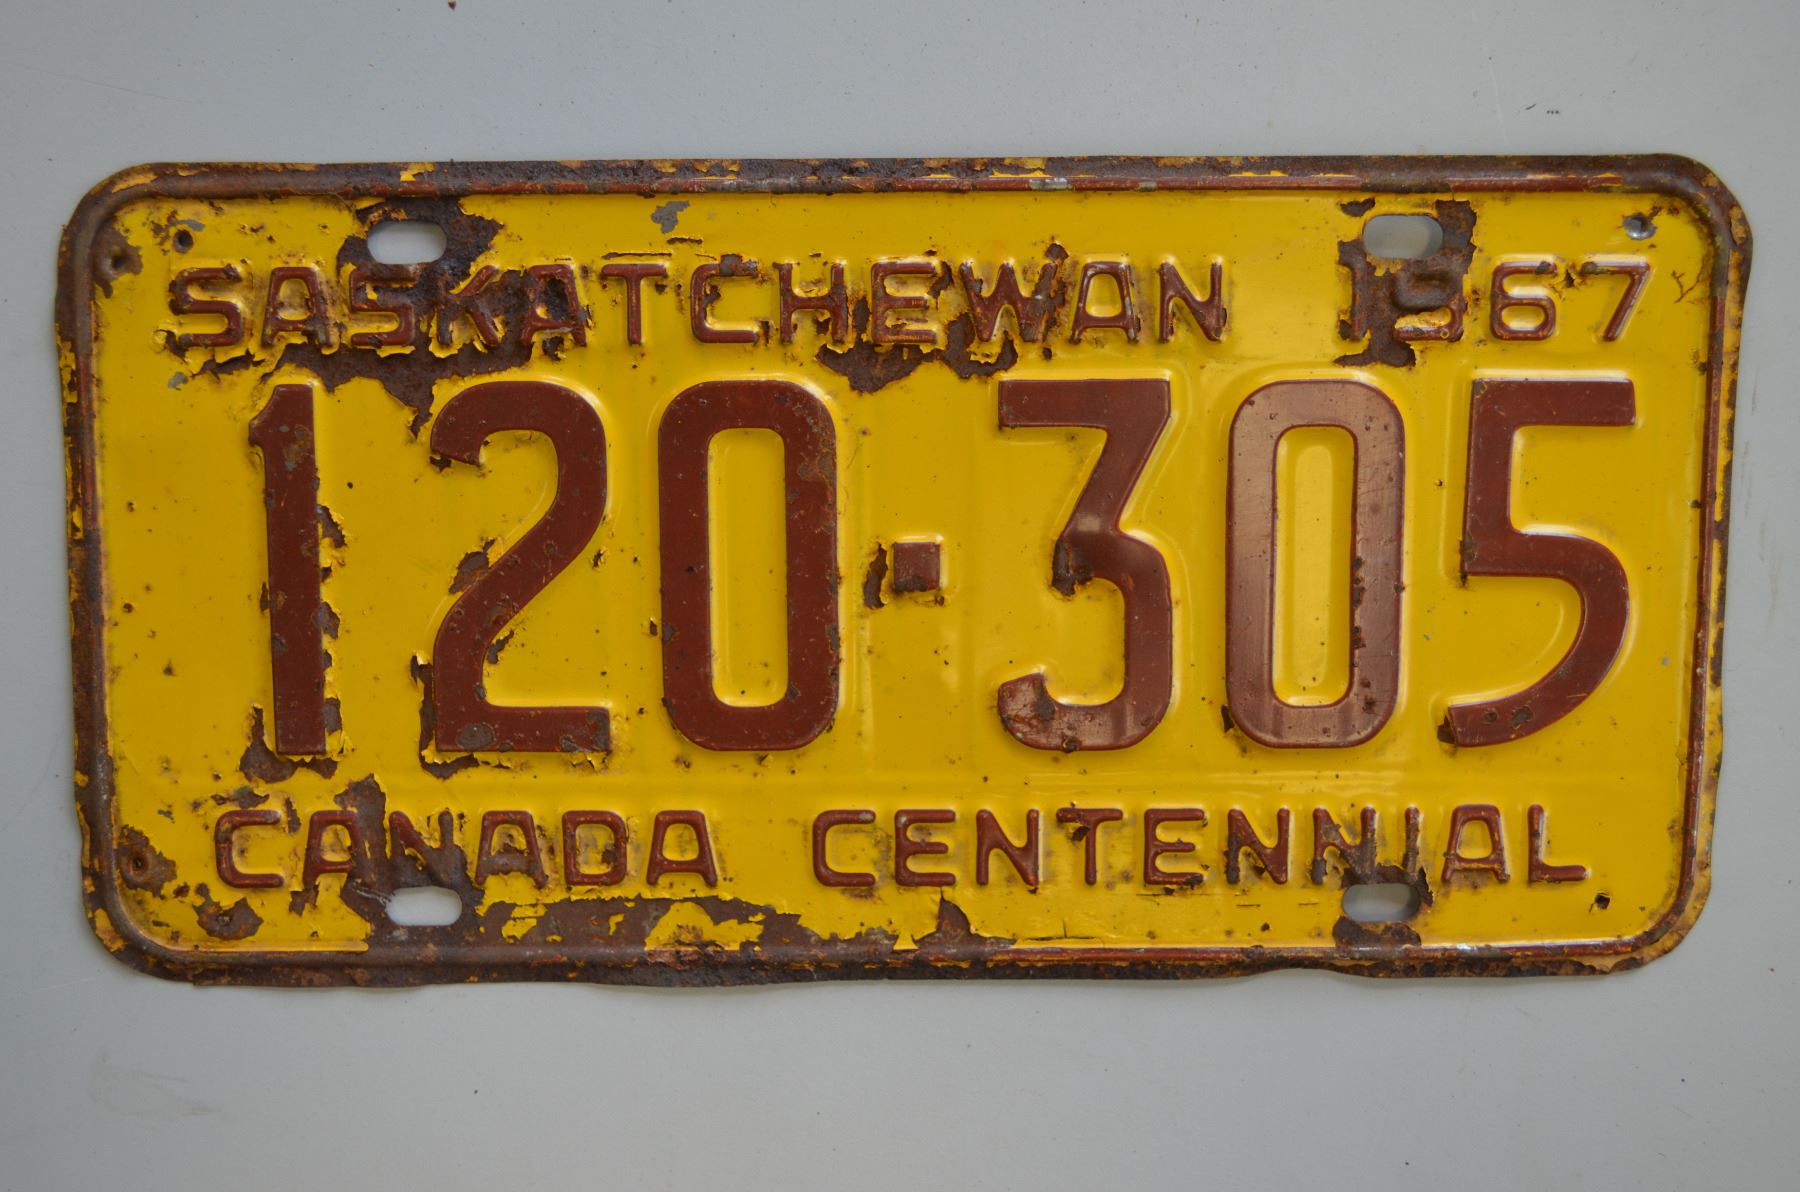 SASKATCHEWAN 1967
120-305
CANADA CENTENNIAL